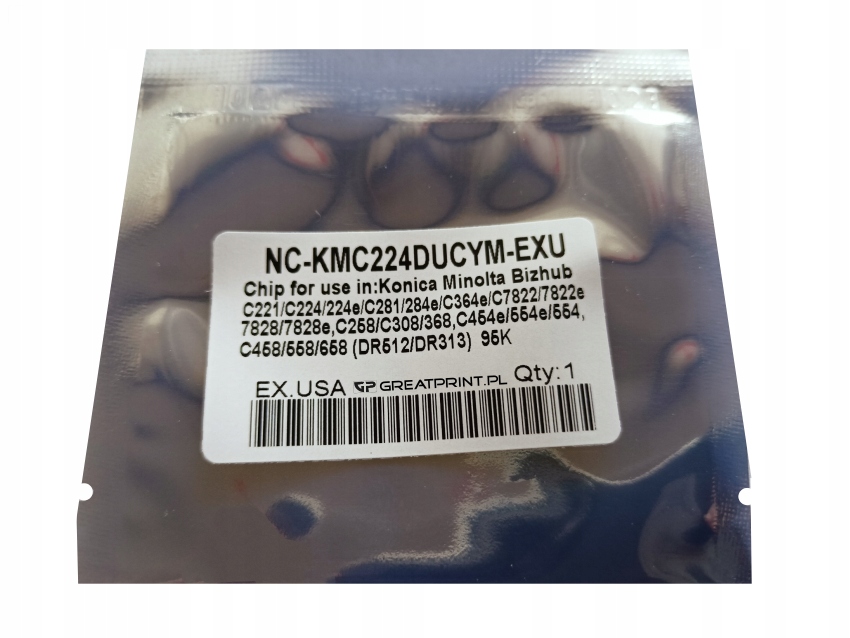 NC-KMC224DUCYM-EXU
Chip for use in:Konica Minolta Bizhub
C221/C224/224e/C281/284e/C364e/C7822/7822e
7828/7828e,C258/C308/368,C454e/554e/554,
C458/558/658 (DR512/DR313) 95K
EX.USA GP GREATPRINT.PL Qty:1